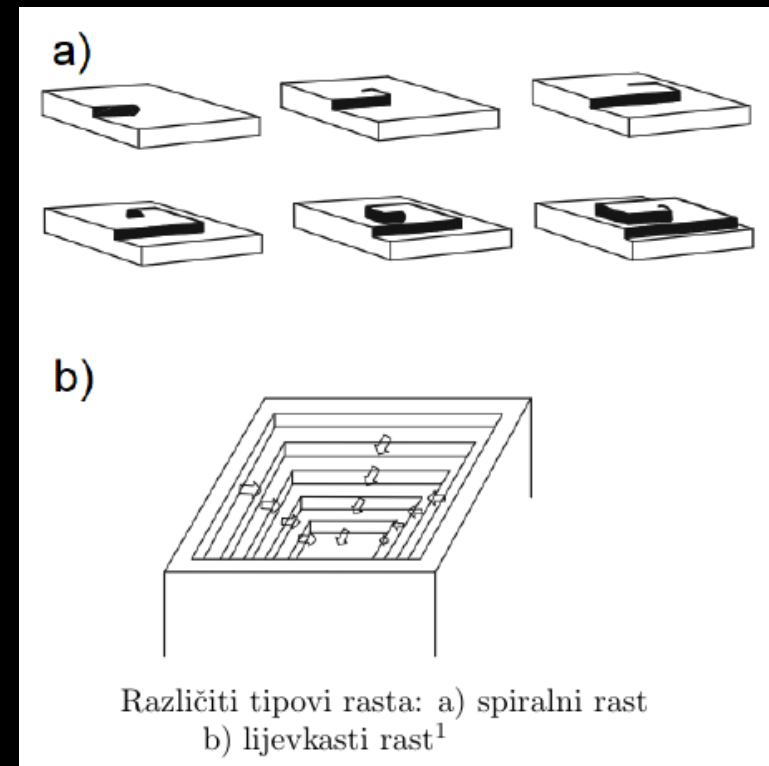 a)
b)
Različiti tipovi rasta: a) spiralni rast
b) lijevkasti rast¹